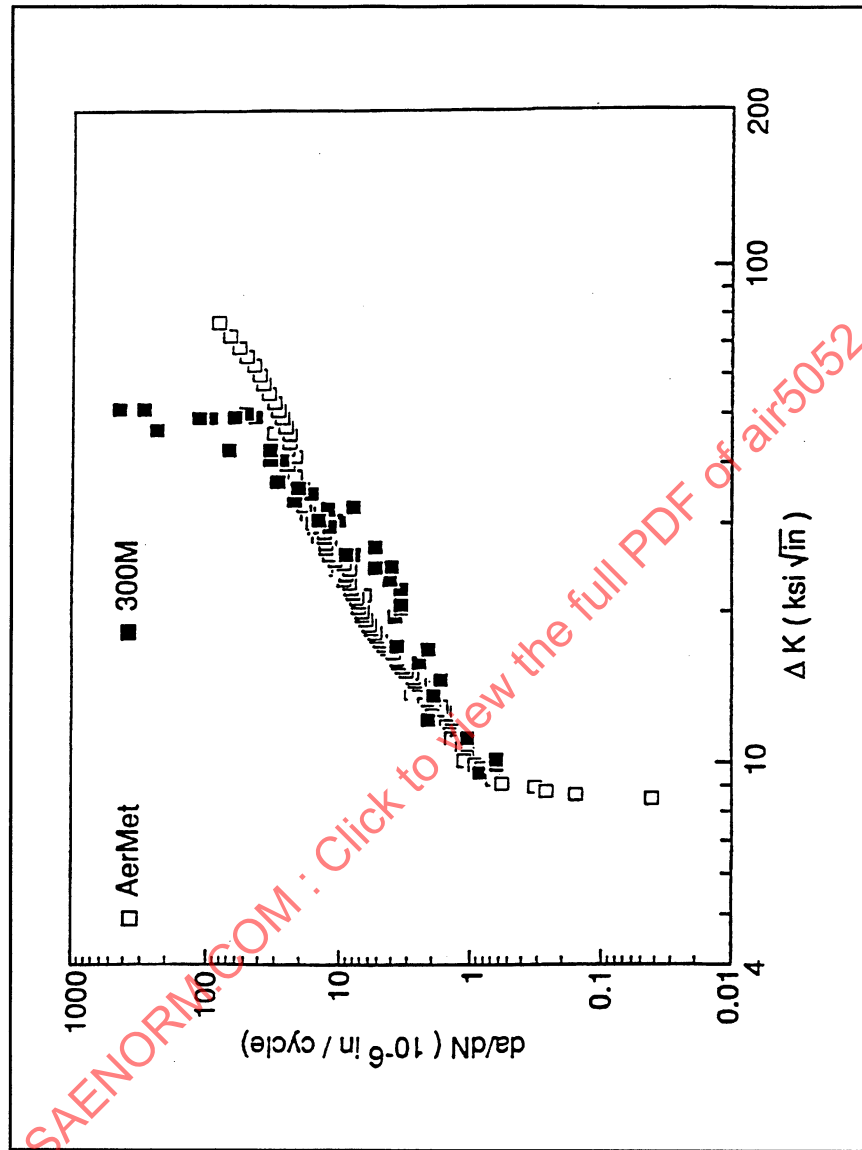 □ AerMet
■ 300M
1000
100
10
1
0.1
0.01
da/dN ( 10⁻⁶ in / cycle)
4
10
100
200
Δ K ( ksi √in )
SAENORM.COM : Click to view the full PDF of air5052